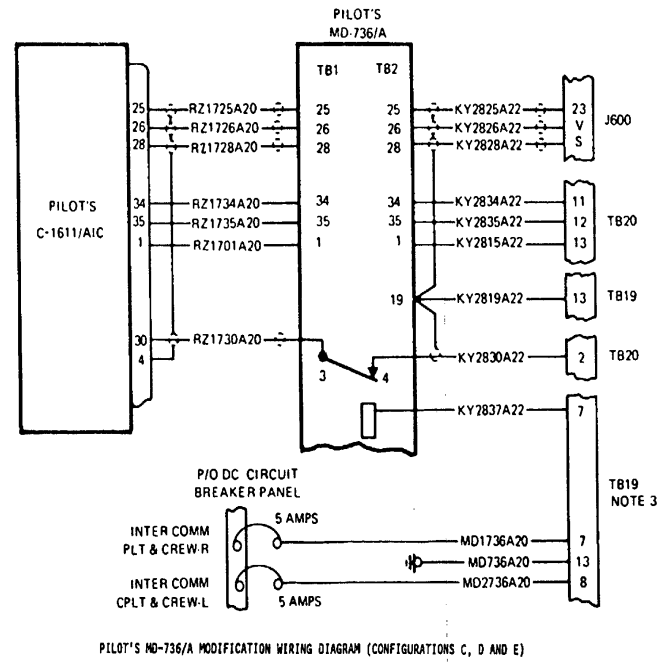 PILOT'S
MD-736/A
TB1 TB2
25 RZ1725A20 25 25 KY2825A22 23
26 RZ1726A20 26 26 KY2826A22 V J600
28 RZ1728A20 28 28 KY2828A22 S
PILOT'S
C-1611/AIC
34 RZ1734A20 34 34 KY2834A22 11
35 RZ1735A20 35 35 KY2835A22 12 TB20
1 RZ1701A20 1 1 KY2815A22 13
19 KY2819A22 13 TB19
30 RZ1730A20 KY2830A22 2 TB20
4
3 4
KY2837A22 7
P/O DC CIRCUIT
BREAKER PANEL
TB19
NOTE 3
5 AMPS
INTER COMM
PLT & CREW-R
MD1736A20 7
MD736A20 13
INTER COMM
CPLT & CREW-L
MD2736A20 8
5 AMPS
PILOT'S MD-736/A MODIFICATION WIRING DIAGRAM (CONFIGURATIONS C, D AND E)